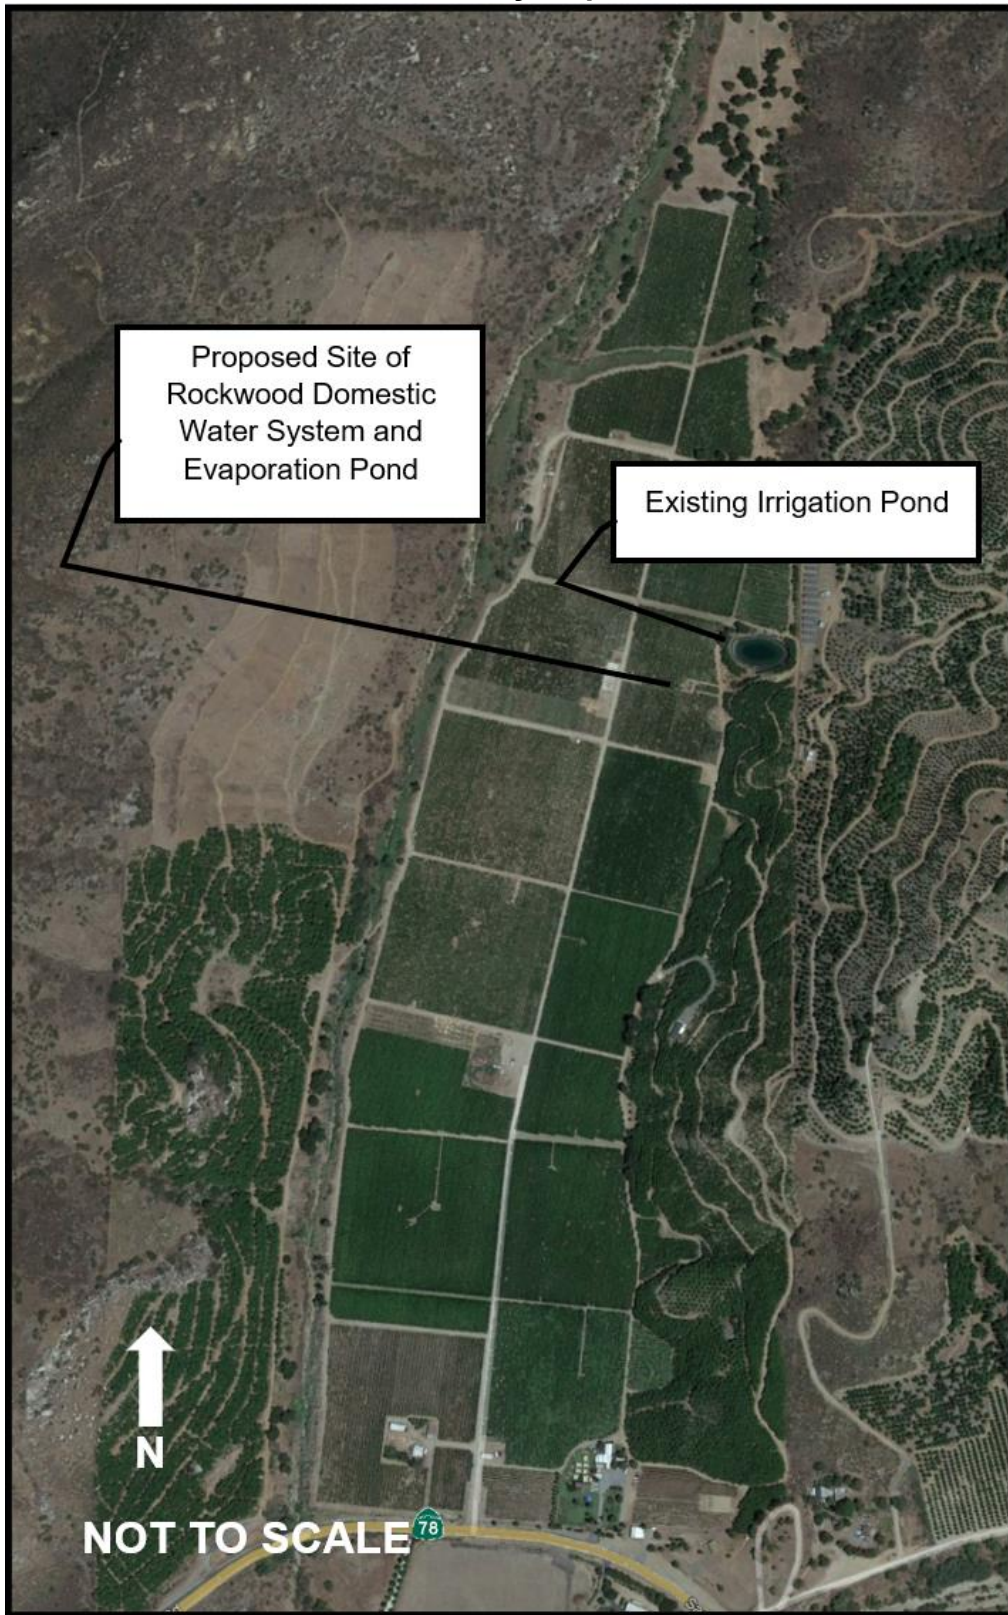 Proposed Site of
Rockwood Domestic
Water System and
Evaporation Pond
Existing Irrigation Pond
N
NOT TO SCALE
78